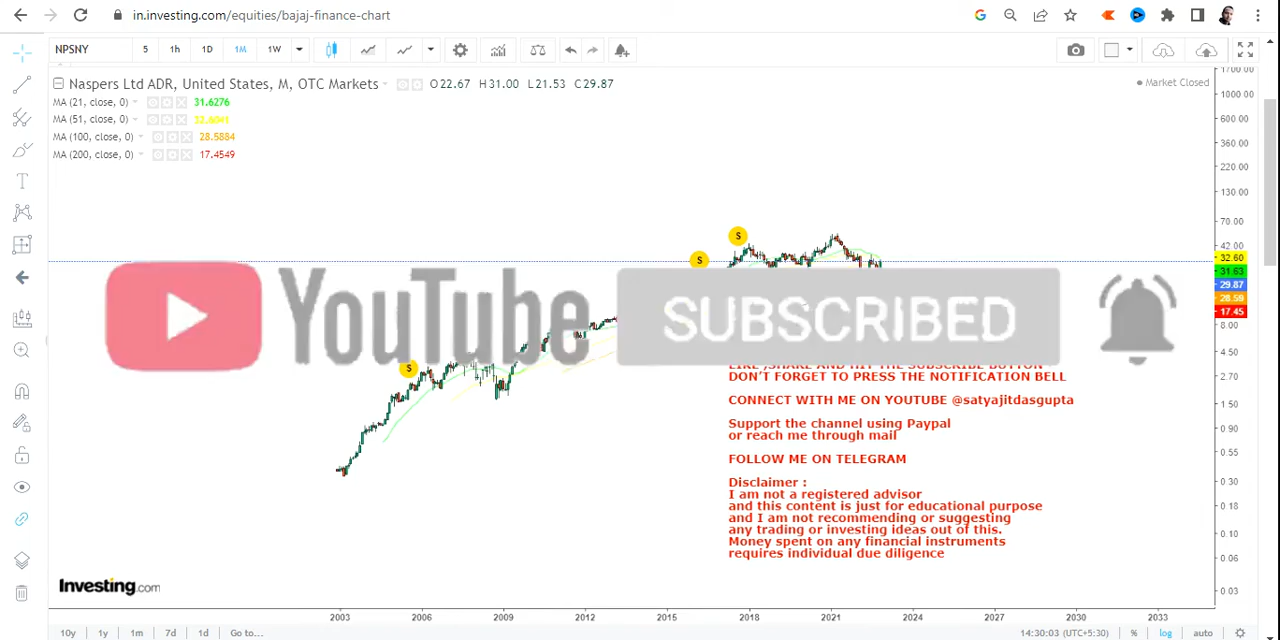 in.investing.com/equities/bajaj-finance-chart
NPSNY 5 1h 1D 1M 1W
Naspers Ltd ADR, United States, M, OTC Markets O22.67 H31.00 L21.53 C29.87
Market Closed
MA (21, close, 0) 31.6276
MA (51, close, 0) 32.6041
MA (100, close, 0) 28.5884
MA (200, close, 0) 17.4549
1700.00
1000.00
600.00
360.00
220.00
130.00
70.00
42.00
32.60
31.63
29.87
28.59
17.45
8.00
4.50
2.70
1.50
0.90
0.55
0.30
0.18
0.10
0.06
0.03
S
S
S
YouTube SUBSCRIBED
LIKE ,SHARE AND HIT THE SUBSCRIBE BUTTON
DON'T FORGET TO PRESS THE NOTIFICATION BELL
CONNECT WITH ME ON YOUTUBE @satyajitdasgupta
Support the channel using Paypal
or reach me through mail
FOLLOW ME ON TELEGRAM
Disclaimer :
I am not a registered advisor
and this content is just for educational purpose
and I am not recommending or suggesting
any trading or investing ideas out of this.
Money spent on any financial instruments
requires individual due diligence
Investing.com
2003 2006 2009 2012 2015 2018 2021 2024 2027 2030 2033
10y 1y 1m 7d 1d Go to... 14:30:03 (UTC+5:30) % log auto